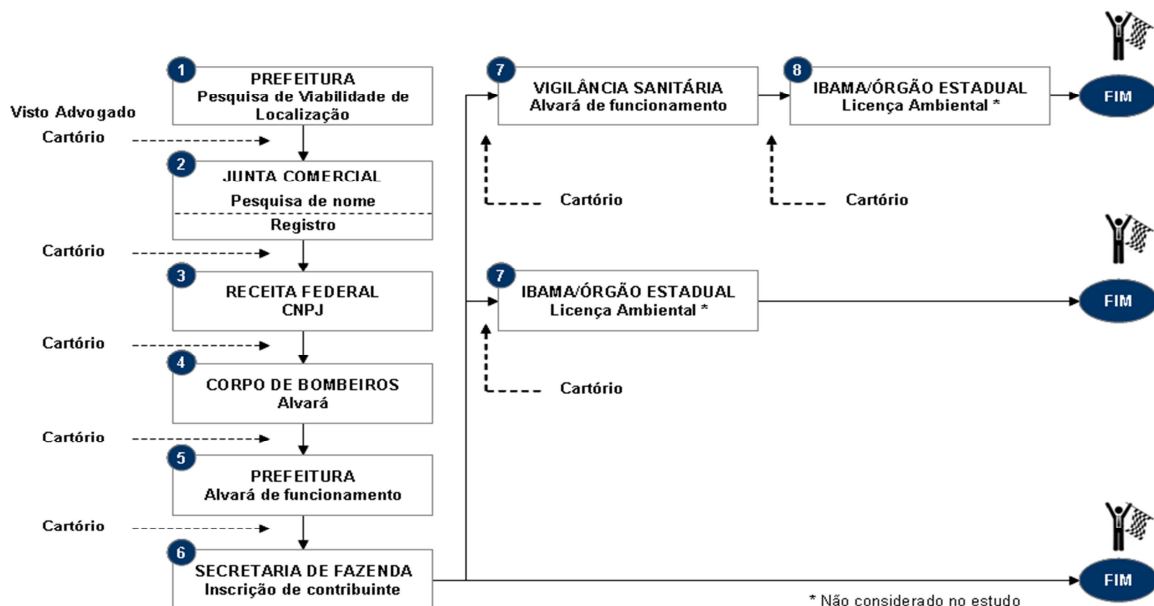 1
PREFEITURA
Pesquisa de Viabilidade de
Localização
Visto Advogado
Cartório
2
JUNTA COMERCIAL
Pesquisa de nome
Registro
Cartório
3
RECEITA FEDERAL
CNPJ
Cartório
4
CORPO DE BOMBEIROS
Alvará
Cartório
5
PREFEITURA
Alvará de funcionamento
Cartório
6
SECRETARIA DE FAZENDA
Inscrição de contribuinte
7
VIGILÂNCIA SANITÁRIA
Alvará de funcionamento
Cartório
8
IBAMA/ÓRGÃO ESTADUAL
Licença Ambiental *
Cartório
FIM
7
IBAMA/ÓRGÃO ESTADUAL
Licença Ambiental *
Cartório
FIM
FIM
* Não considerado no estudo